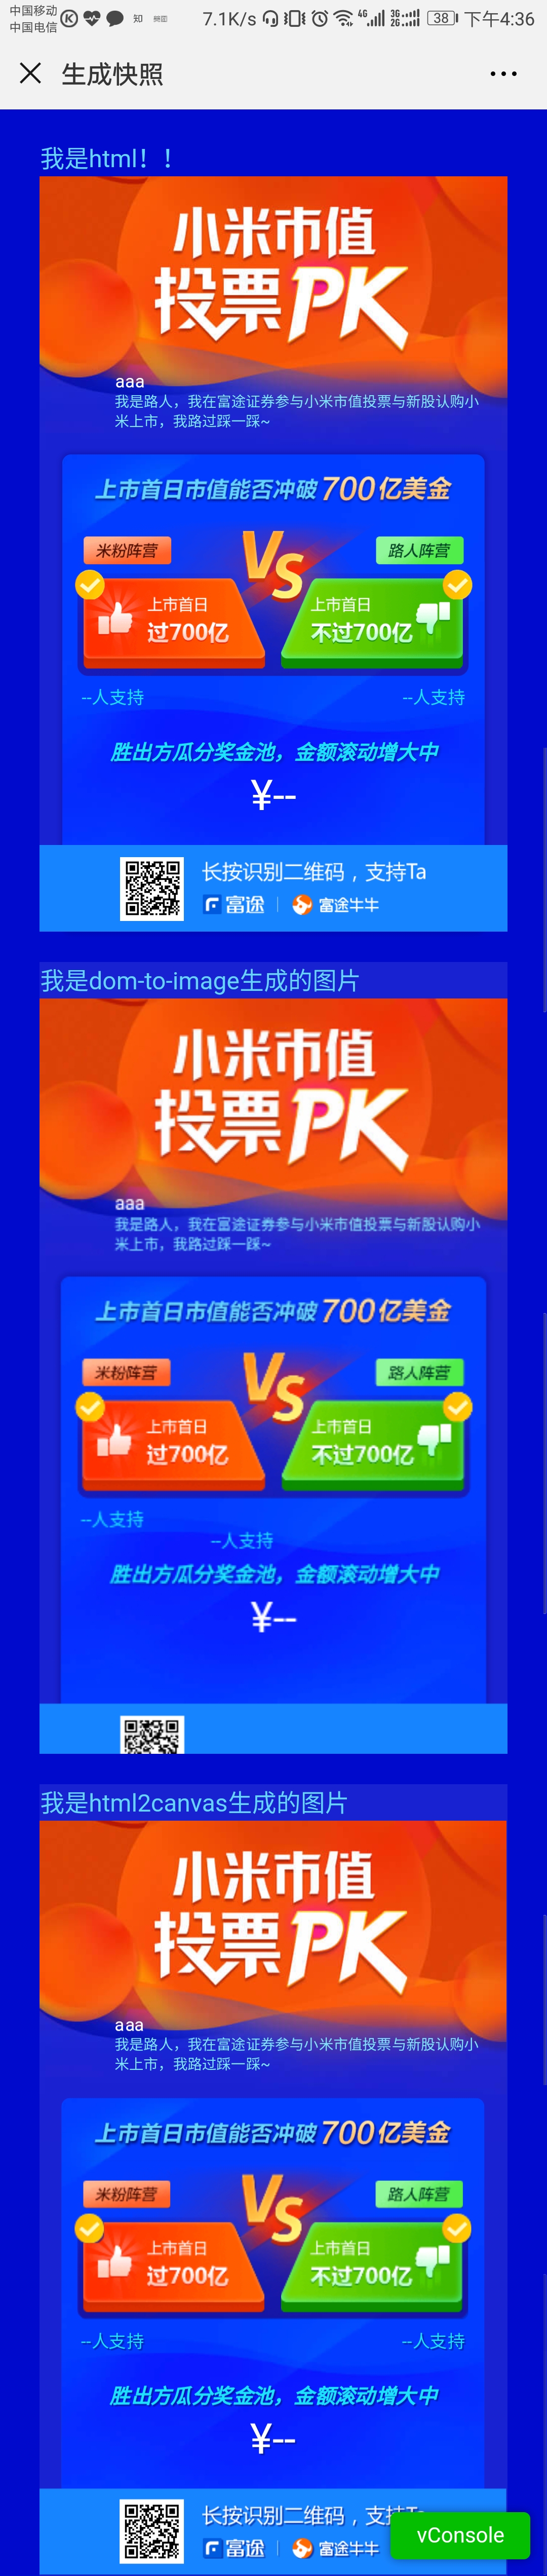 中国移动
中国电信
知
7.1K/s 4G 3G 2G 38 下午4:36
生成快照
我是html！！
小米市值
投票PK
aaa
我是路人，我在富途证券参与小米市值投票与新股认购小
米上市，我路过踩一踩~
上市首日市值能否冲破700亿美金
米粉阵营 VS 路人阵营
上市首日 上市首日
过700亿 不过700亿
--人支持 --人支持
胜出方瓜分奖金池，金额滚动增大中
¥--
长按识别二维码，支持Ta
富途 | 富途牛牛
我是dom-to-image生成的图片
小米市值
投票PK
aaa
我是路人，我在富途证券参与小米市值投票与新股认购小
米上市，我路过踩一踩~
上市首日市值能否冲破700亿美金
米粉阵营 VS 路人阵营
上市首日 上市首日
过700亿 不过700亿
--人支持
--人支持
胜出方瓜分奖金池，金额滚动增大中
¥--
我是html2canvas生成的图片
小米市值
投票PK
aaa
我是路人，我在富途证券参与小米市值投票与新股认购小
米上市，我路过踩一踩~
上市首日市值能否冲破700亿美金
米粉阵营 VS 路人阵营
上市首日 上市首日
过700亿 不过700亿
--人支持 --人支持
胜出方瓜分奖金池，金额滚动增大中
¥--
长按识别二维码，支
富途 | 富途牛牛
vConsole